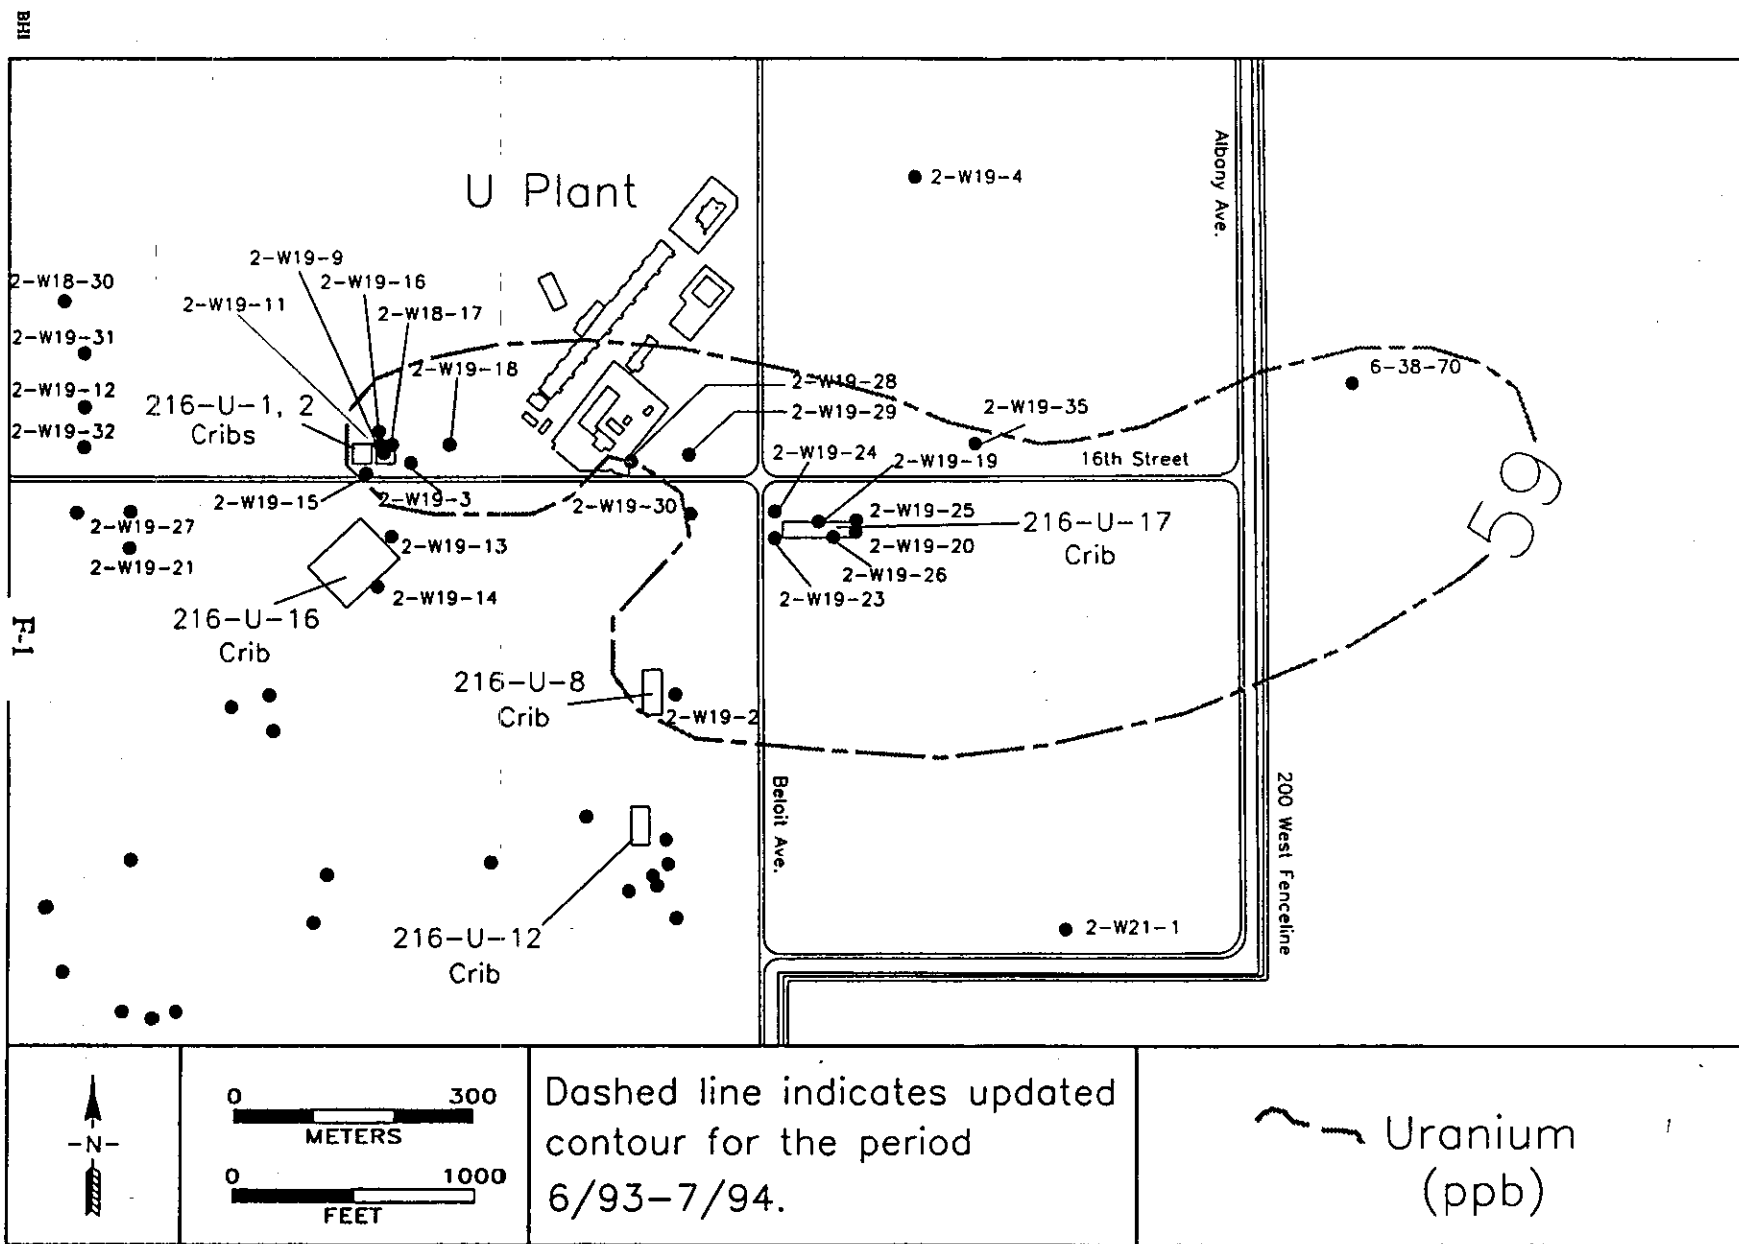 BHI
U Plant
Albany Ave.
2-W19-4
2-W19-9
2-W18-30
2-W19-16
2-W19-11
2-W18-17
2-W19-31
2-W19-18
6-38-70
2-W19-12
2-W19-28
216-U-1, 2
Cribs
2-W19-29
2-W19-35
2-W19-32
2-W19-24
2-W19-19
16th Street
59
2-W19-15
2-W19-3
2-W19-30
2-W19-25
216-U-17
Crib
2-W19-27
2-W19-13
2-W19-20
2-W19-21
2-W19-26
2-W19-14
2-W19-23
216-U-16
Crib
F-1
216-U-8
Crib
2-W19-2
Beloit Ave.
200 West Fenceline
216-U-12
Crib
2-W21-1
-N-
0 300
METERS
0 1000
FEET
Dashed line indicates updated
contour for the period
6/93-7/94.
Uranium
(ppb)